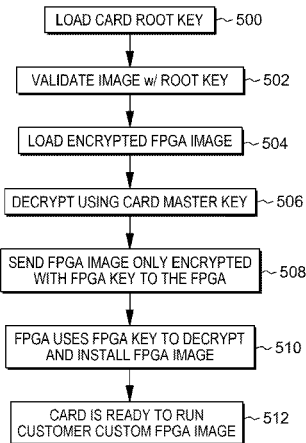 LOAD CARD ROOT KEY
500
VALIDATE IMAGE w/ ROOT KEY
502
LOAD ENCRYPTED FPGA IMAGE
504
DECRYPT USING CARD MASTER KEY
506
SEND FPGA IMAGE ONLY ENCRYPTED
WITH FPGA KEY TO THE FPGA
508
FPGA USES FPGA KEY TO DECRYPT
AND INSTALL FPGA IMAGE
510
CARD IS READY TO RUN
CUSTOMER CUSTOM FPGA IMAGE
512